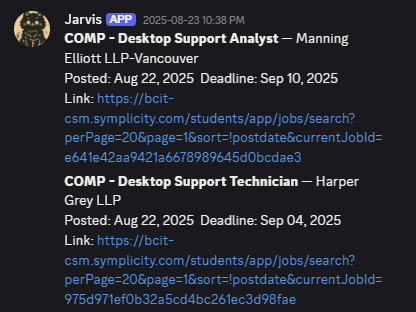 Jarvis APP 2025-08-23 10:38 PM
COMP - Desktop Support Analyst — Manning
Elliott LLP-Vancouver
Posted: Aug 22, 2025 Deadline: Sep 10, 2025
Link: https://bcit-
csm.symplicity.com/students/app/jobs/search?
perPage=20&page=1&sort=!postdate&currentJobId=
e641e42aa9421a6678989645d0bcdae3
COMP - Desktop Support Technician — Harper
Grey LLP
Posted: Aug 22, 2025 Deadline: Sep 04, 2025
Link: https://bcit-
csm.symplicity.com/students/app/jobs/search?
perPage=20&page=1&sort=!postdate&currentJobId=
975d971ef0b32a5cd4bc261ec3d98fae